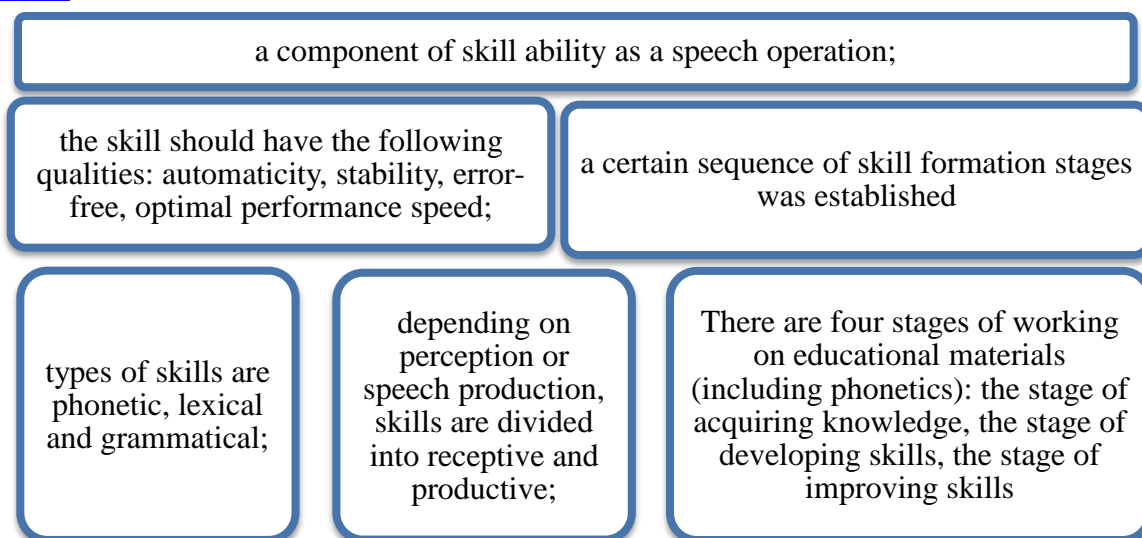 a component of skill ability as a speech operation;
the skill should have the following
qualities: automaticity, stability, error-
free, optimal performance speed;
a certain sequence of skill formation stages
was established
types of skills are
phonetic, lexical
and grammatical;
depending on
perception or
speech production,
skills are divided
into receptive and
productive;
There are four stages of working
on educational materials
(including phonetics): the stage of
acquiring knowledge, the stage of
developing skills, the stage of
improving skills